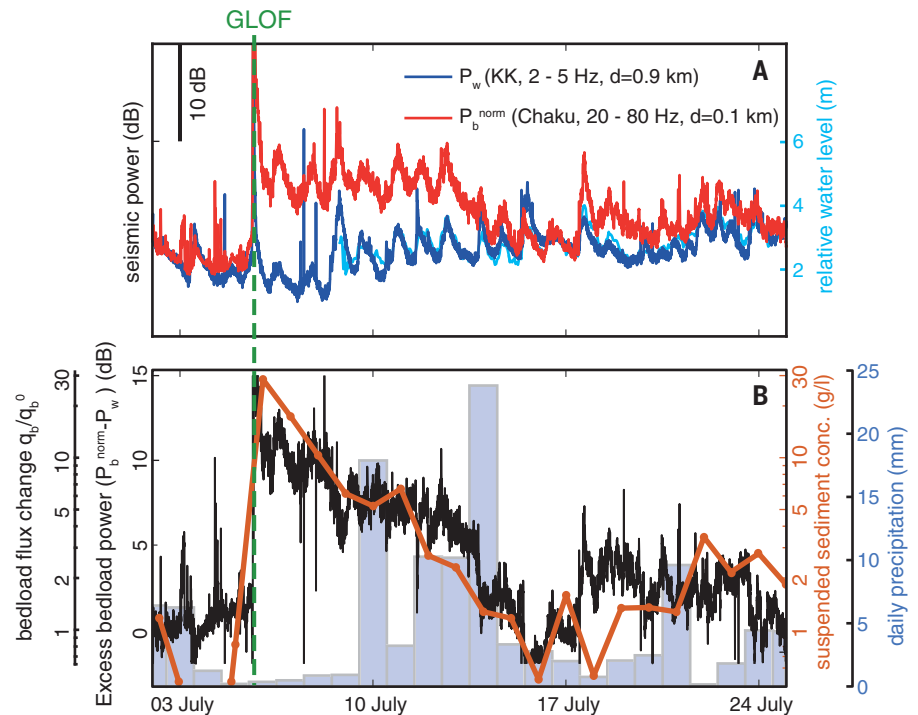 GLOF
A
10 dB
P_w (KK, 2 - 5 Hz, d=0.9 km)
P_b^norm (Chaku, 20 - 80 Hz, d=0.1 km)
seismic power (dB)
6
4
2
relative water level (m)
B
bedload flux change q_b/q_b^0
30
10
5
2
1
Excess bedload power (P_b^norm-P_w) (dB)
15
10
5
0
30
10
5
2
1
suspended sediment conc. (g/l)
25
20
15
10
5
0
daily precipitation (mm)
03 July 10 July 17 July 24 July